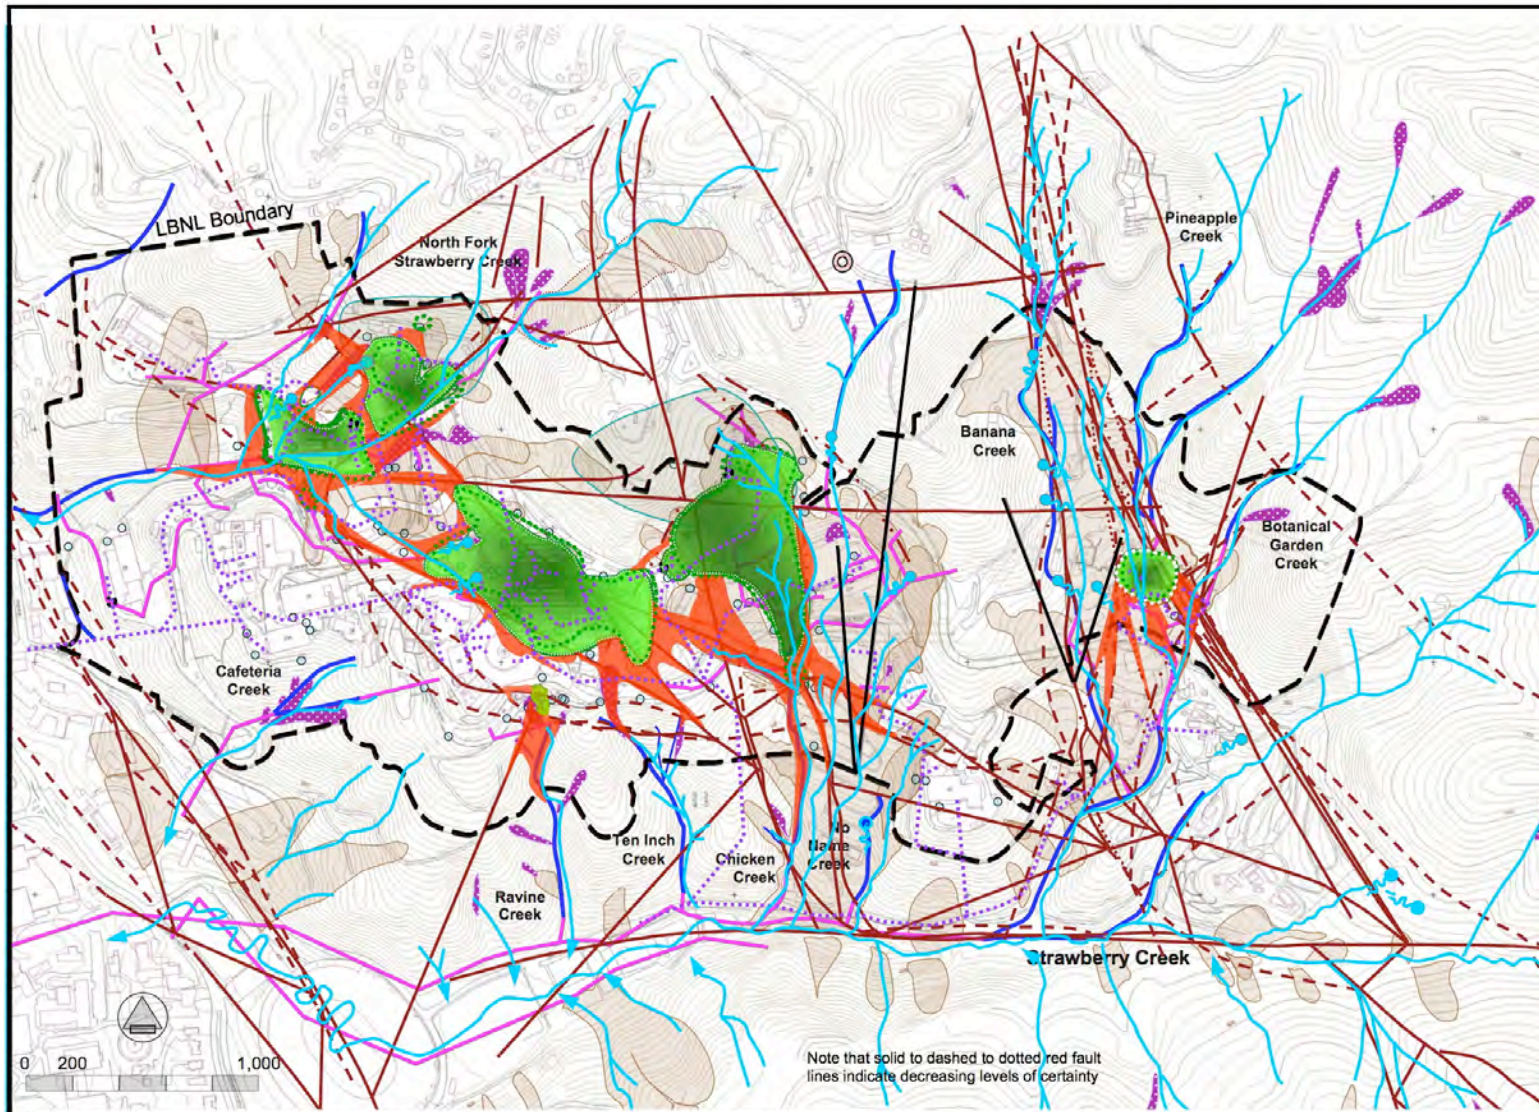 LBNL Boundary
North Fork
Strawberry Creek
Pineapple
Creek
Banana
Creek
Botanical
Garden
Creek
Cafeteria
Creek
Ten Inch
Creek
Chicken
Creek
No
Name
Creek
Ravine
Creek
Strawberry Creek
0 200 1,000
Note that solid to dashed to dotted red fault
lines indicate decreasing levels of certainty